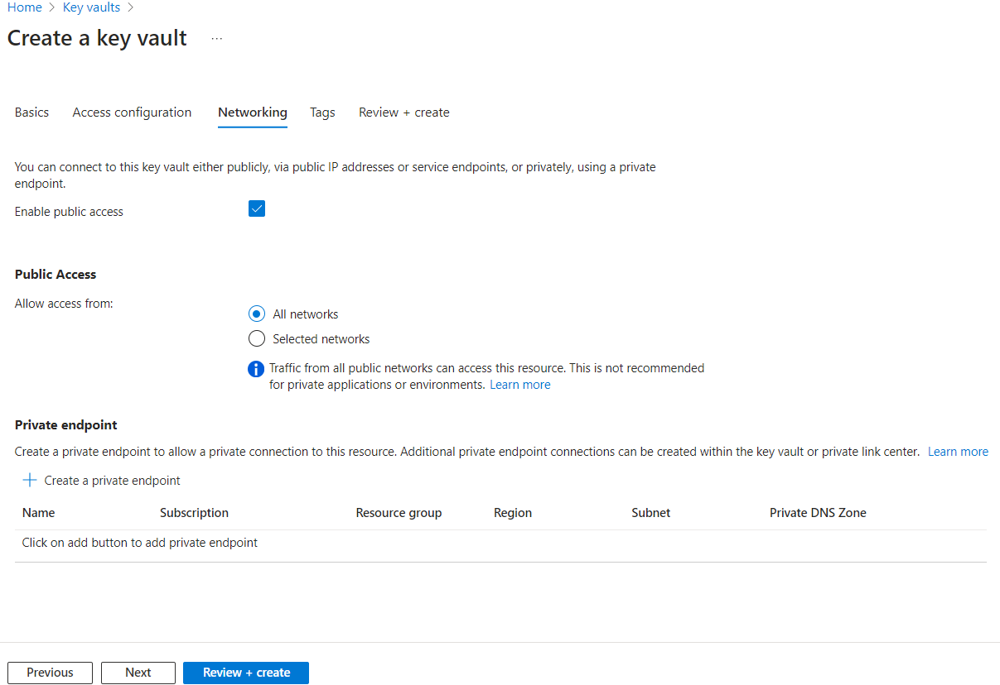 Home > Key vaults >
Create a key vault ...
Basics Access configuration Networking Tags Review + create
You can connect to this key vault either publicly, via public IP addresses or service endpoints, or privately, using a private
endpoint.
Enable public access
Public Access
Allow access from:
All networks
Selected networks
Traffic from all public networks can access this resource. This is not recommended
for private applications or environments. Learn more
Private endpoint
Create a private endpoint to allow a private connection to this resource. Additional private endpoint connections can be created within the key vault or private link center. Learn more
+ Create a private endpoint
Name Subscription Resource group Region Subnet Private DNS Zone
Click on add button to add private endpoint
Previous Next Review + create